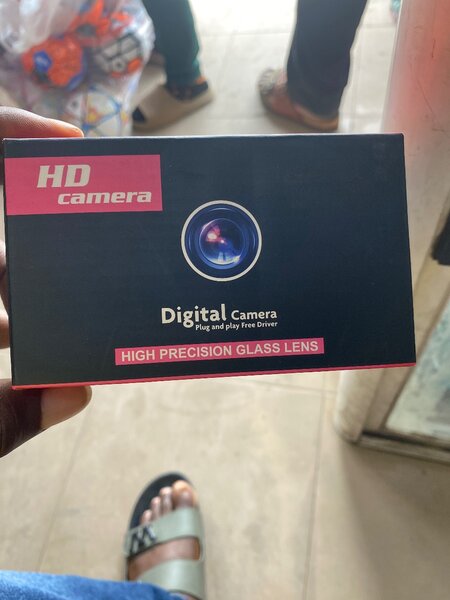 HD
camera
Digital Camera
Plug and play Free Driver
HIGH PRECISION GLASS LENS